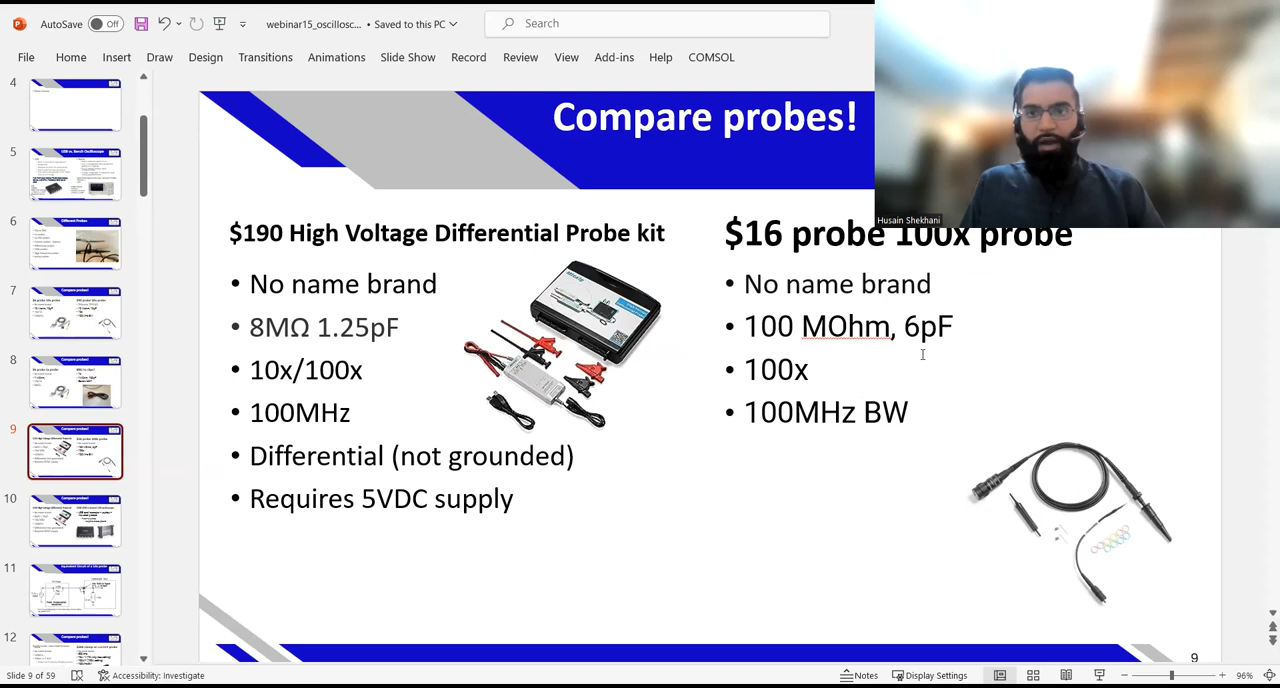 AutoSave Off webinar15_oscillosc... • Saved to this PC Search
File Home Insert Draw Design Transitions Animations Slide Show Record Review View Add-ins Help COMSOL
Husain Shekhani
4
5
6
7
8
9
10
11
12
Compare probes!
$190 High Voltage Differential Probe kit
• No name brand
• 8MΩ 1.25pF
• 10x/100x
• 100MHz
• Differential (not grounded)
• Requires 5VDC supply
$16 probe 100x probe
• No name brand
• 100 MOhm, 6pF
• 100x
• 100MHz BW
9
Slide 9 of 59 Accessibility: Investigate Notes Display Settings 96%